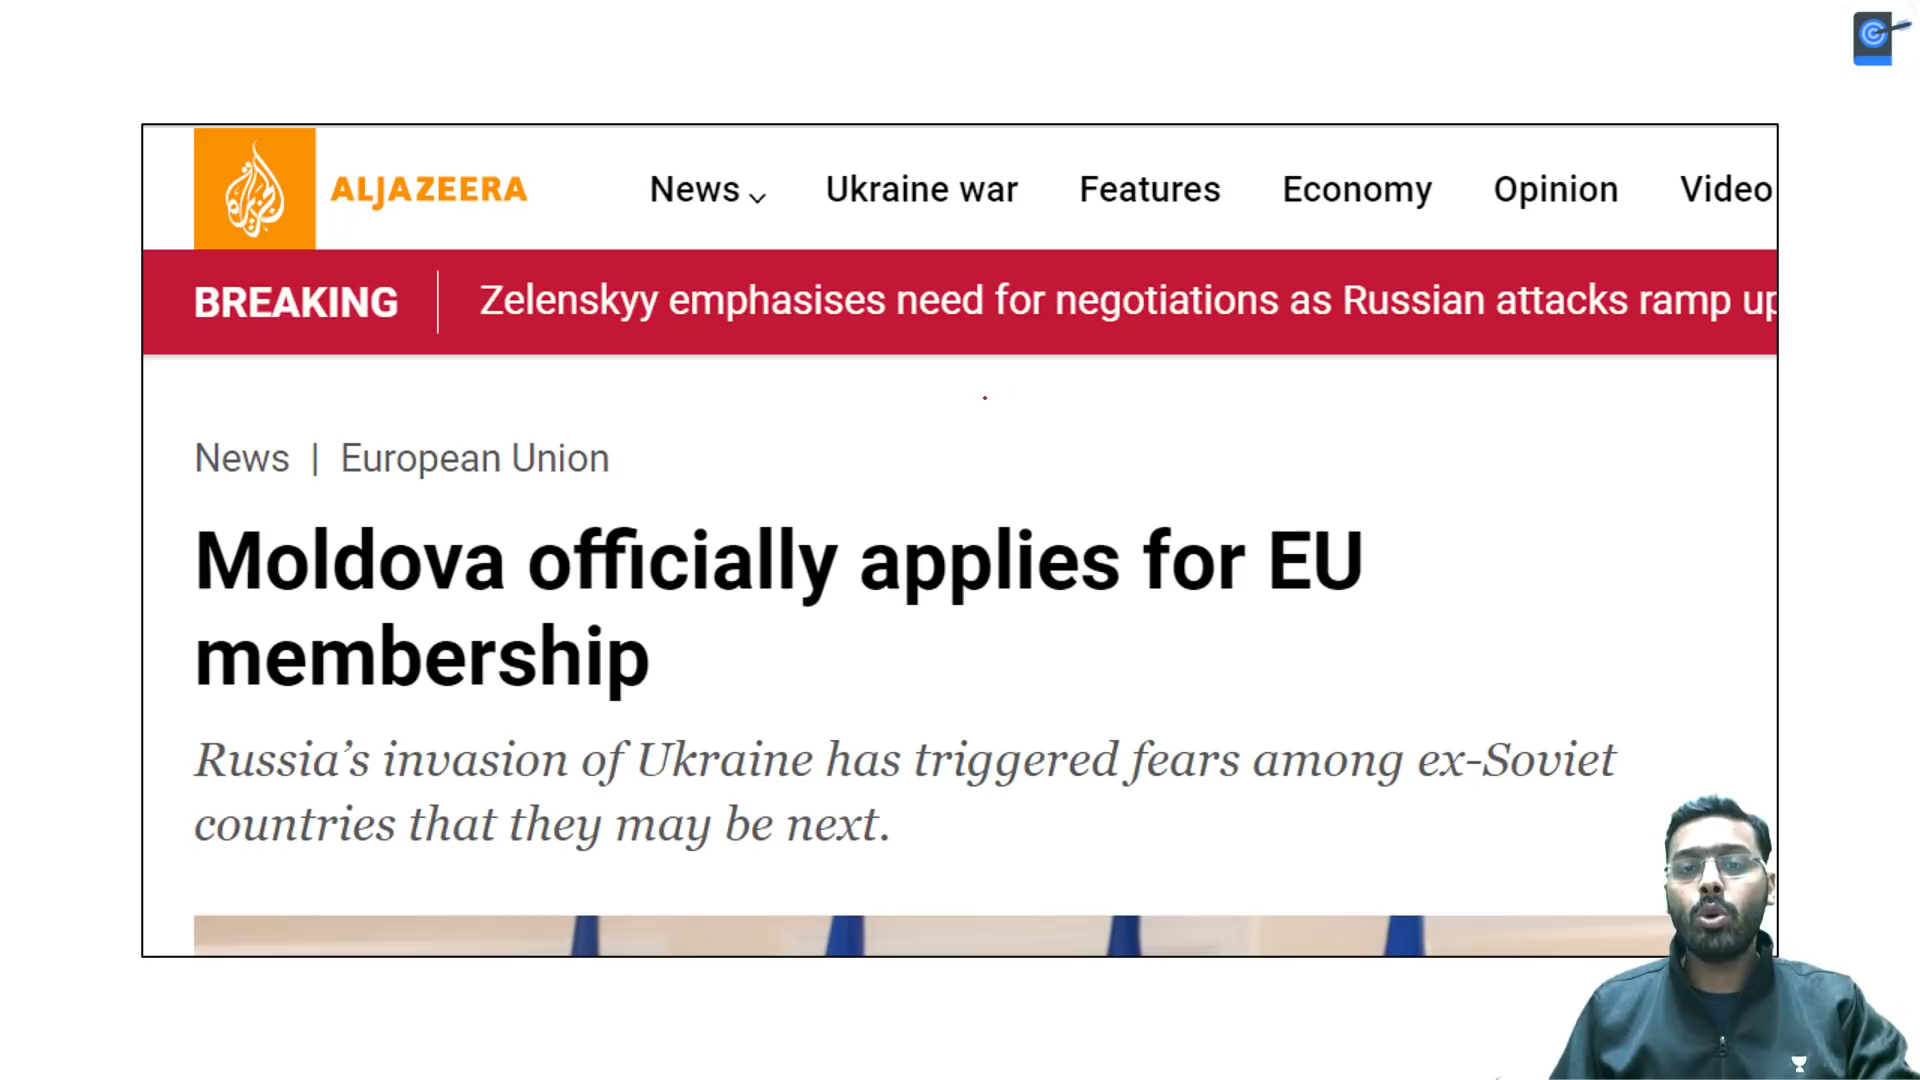 ALJAZEERA
News Ukraine war Features Economy Opinion Video
BREAKING Zelenskyy emphasises need for negotiations as Russian attacks ramp up
News | European Union
Moldova officially applies for EU
membership
Russia’s invasion of Ukraine has triggered fears among ex-Soviet
countries that they may be next.